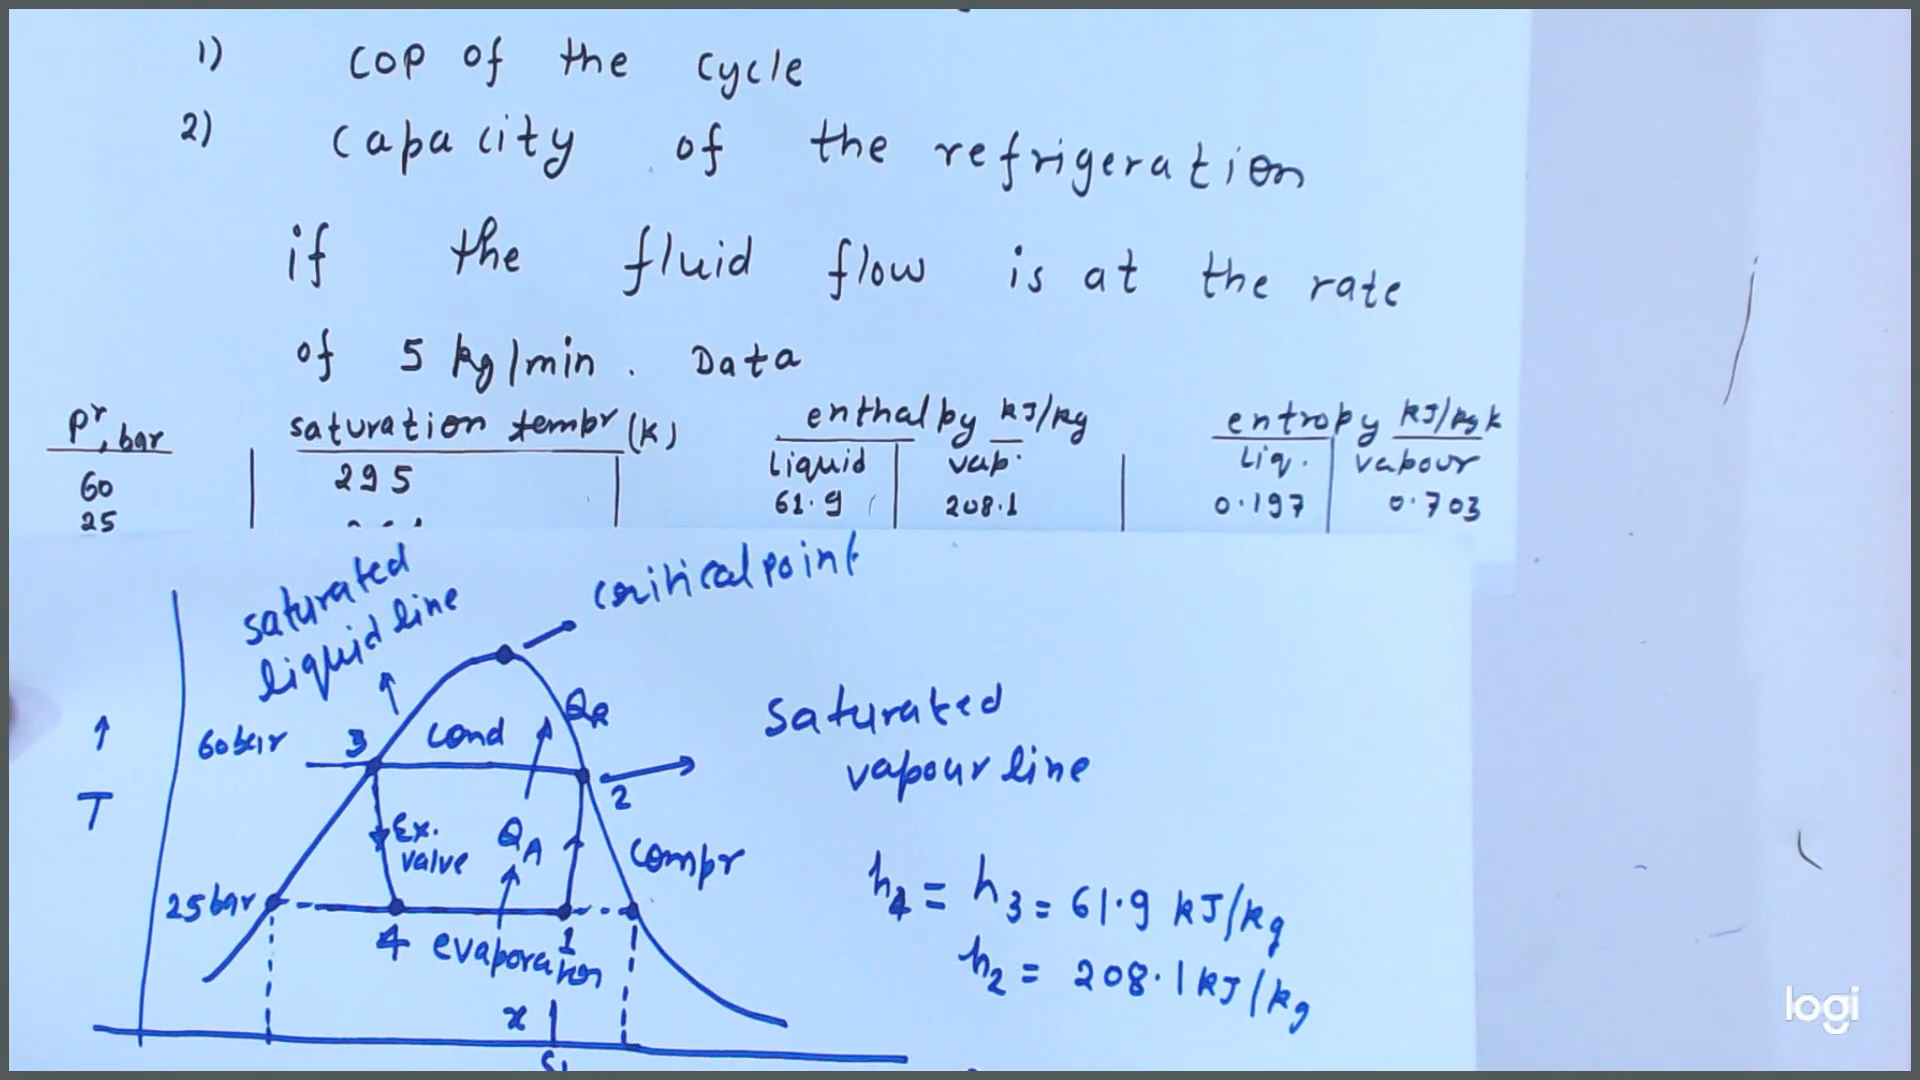 1) COP of the cycle
2) capacity of the refrigeration
if the fluid flow is at the rate
of 5 kg/min. Data
Pr, bar saturation tempr (K) enthalpy kJ/kg entropy kJ/kg k
liquid vap. Liq. vapour
60 295 61.9 208.1 0.197 0.703
25
saturated
liquid line
critical point
60 bar 3 cond QR
2
saturated
vapour line
T
Ex.
valve
QA
compr
25 bar
4 evaporation 1
x
h4 = h3 = 61.9 kJ/kg
h2 = 208.1 kJ/kg
logi